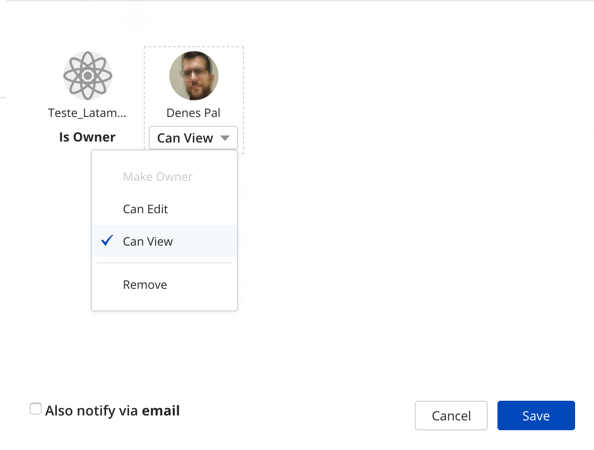 Teste_Latam...
Denes Pal
Is Owner
Can View
Make Owner
Can Edit
Can View
Remove
Also notify via email
Cancel
Save